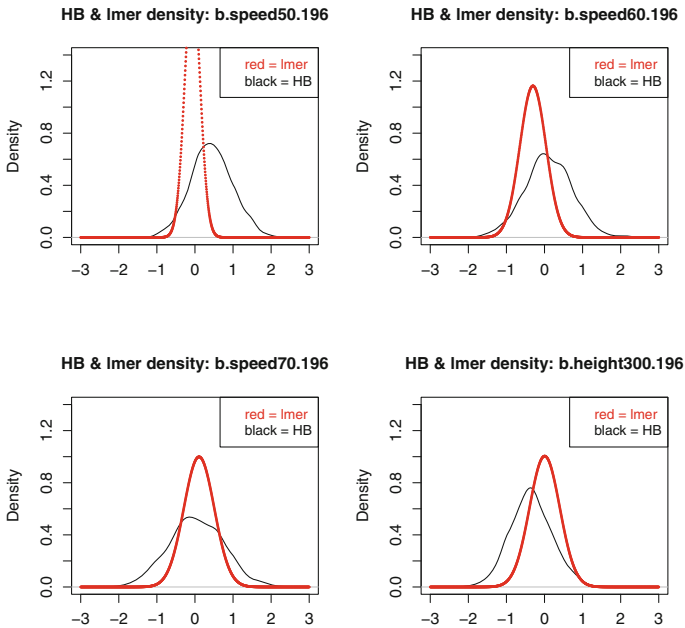 HB & lmer density: b.speed50.196
red = lmer
black = HB
Density
0.0 0.4 0.8 1.2
−3 −2 −1 0 1 2 3
HB & lmer density: b.speed60.196
red = lmer
black = HB
Density
0.0 0.4 0.8 1.2
−3 −2 −1 0 1 2 3
HB & lmer density: b.speed70.196
red = lmer
black = HB
Density
0.0 0.4 0.8 1.2
−3 −2 −1 0 1 2 3
HB & lmer density: b.height300.196
red = lmer
black = HB
Density
0.0 0.4 0.8 1.2
−3 −2 −1 0 1 2 3